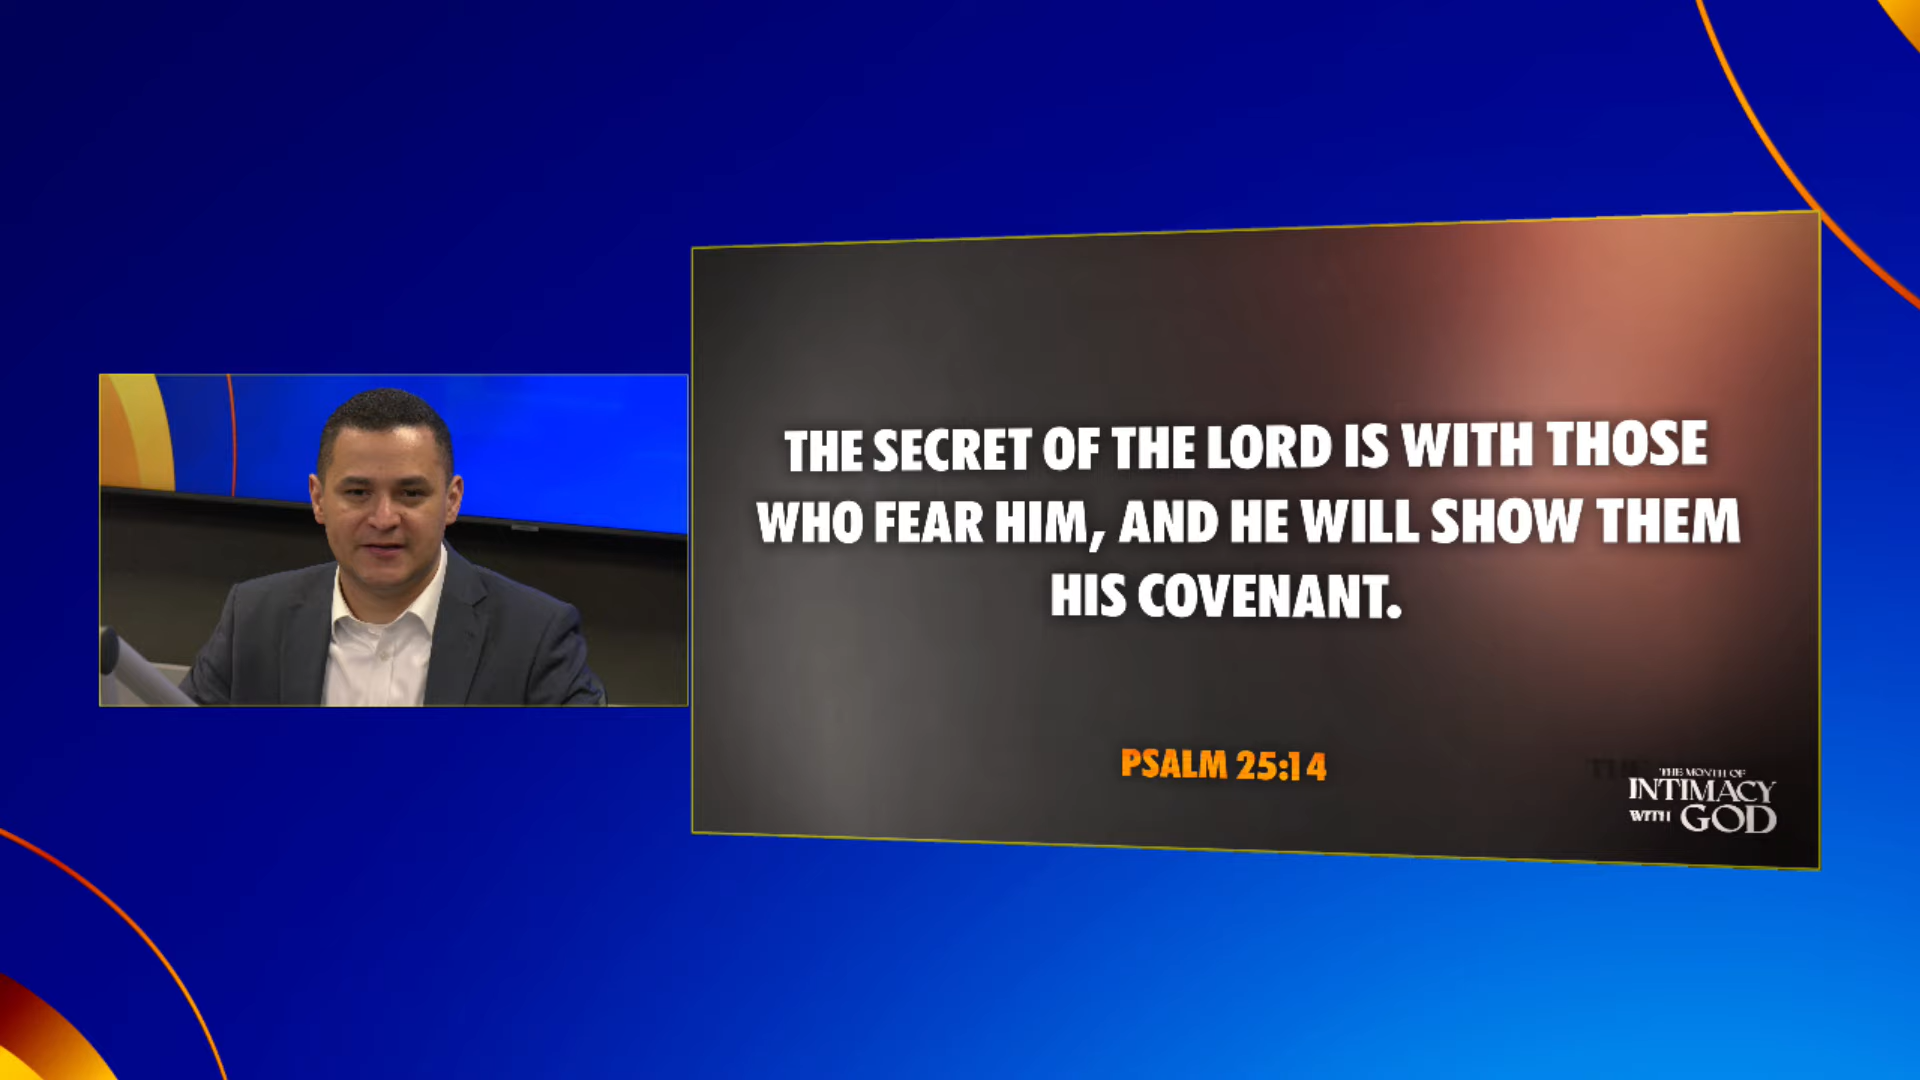 THE SECRET OF THE LORD IS WITH THOSE
WHO FEAR HIM, AND HE WILL SHOW THEM
HIS COVENANT.
PSALM 25:14
THE MONTH OF
INTIMACY
WITH GOD